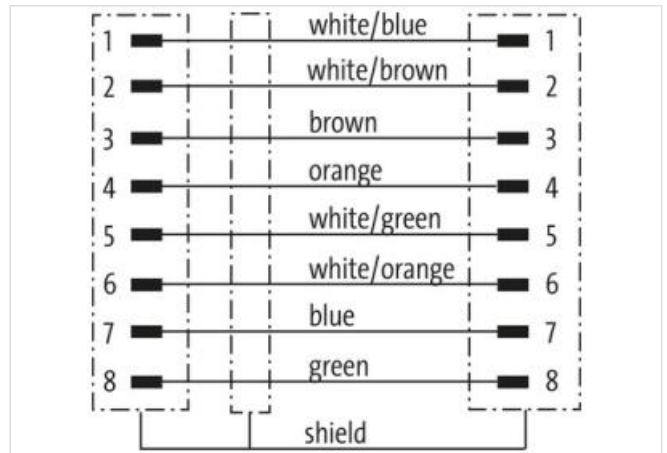 1 white/blue 1
2 white/brown 2
3 brown 3
4 orange 4
5 white/green 5
6 white/orange 6
7 blue 7
8 green 8
shield